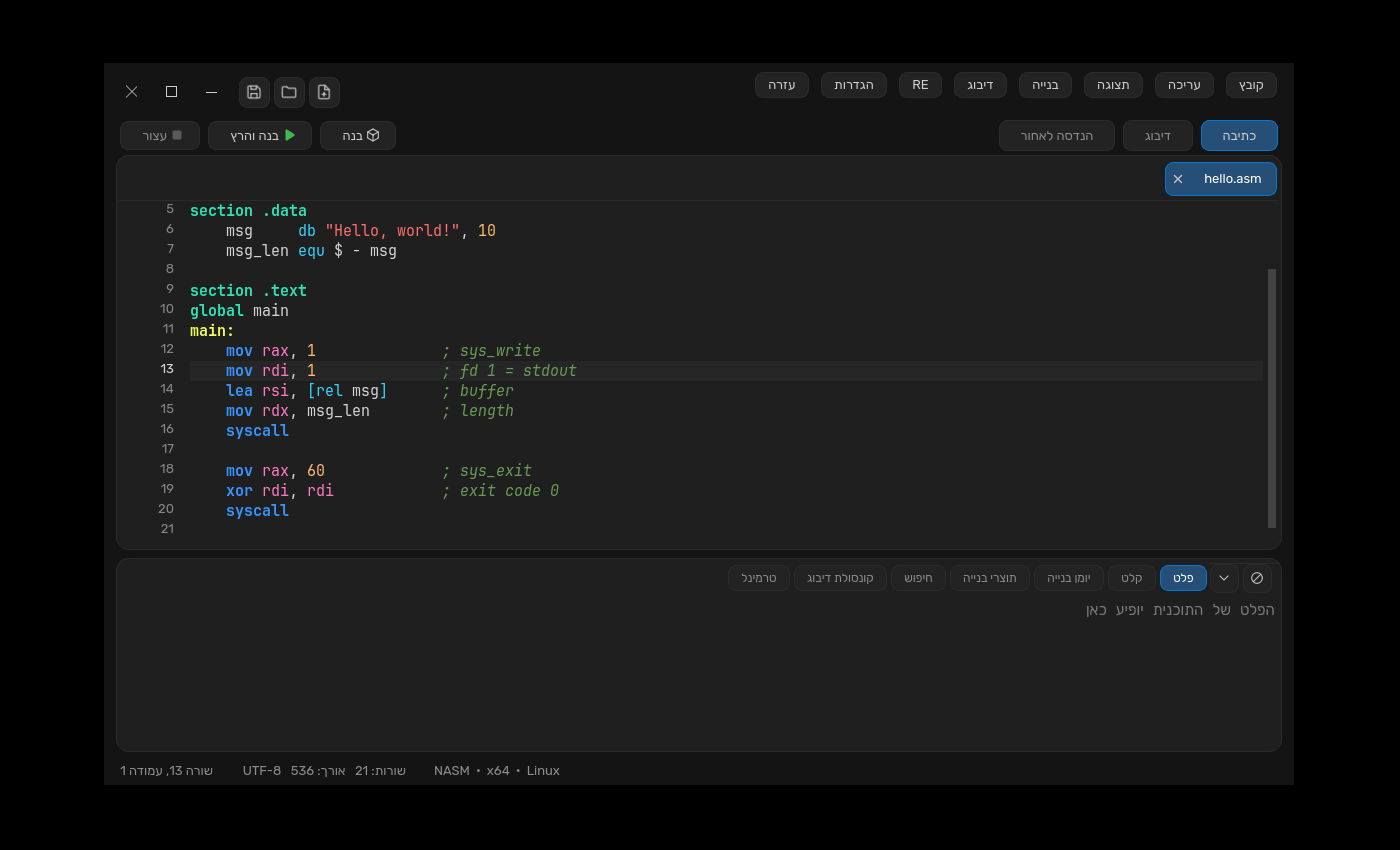 קובץ עריכה תצוגה בנייה דיבוג RE הגדרות עזרה
כתיבה דיבוג הנדסה לאחור בנה בנה והרץ עצור
hello.asm
5 section .data
6     msg     db "Hello, world!", 10
7     msg_len equ $ - msg
8
9 section .text
10 global main
11 main:
12     mov rax, 1              ; sys_write
13     mov rdi, 1              ; fd 1 = stdout
14     lea rsi, [rel msg]      ; buffer
15     mov rdx, msg_len        ; length
16     syscall
17
18     mov rax, 60             ; sys_exit
19     xor rdi, rdi            ; exit code 0
20     syscall
21
פלט קלט יומן בנייה תוצרי בנייה חיפוש קונסולת דיבוג טרמינל
הפלט של התוכנית יופיע כאן
NASM • x64 • Linux שורות: 21 אורך: 536 UTF-8 שורה 13, עמודה 1